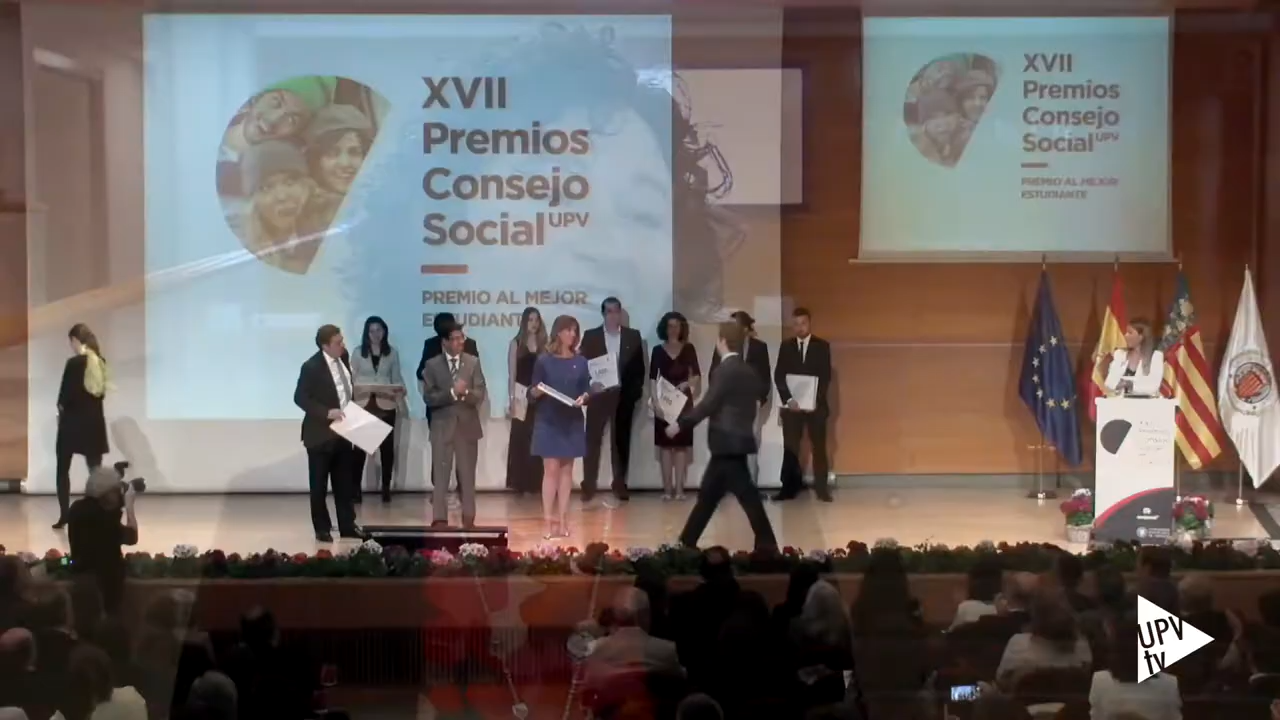 XVII
Premios
Consejo
Social UPV
PREMIO AL MEJOR
ESTUDIANTE
XVII
Premios
Consejo
Social UPV
PREMIO AL MEJOR
ESTUDIANTE
UPV
tv